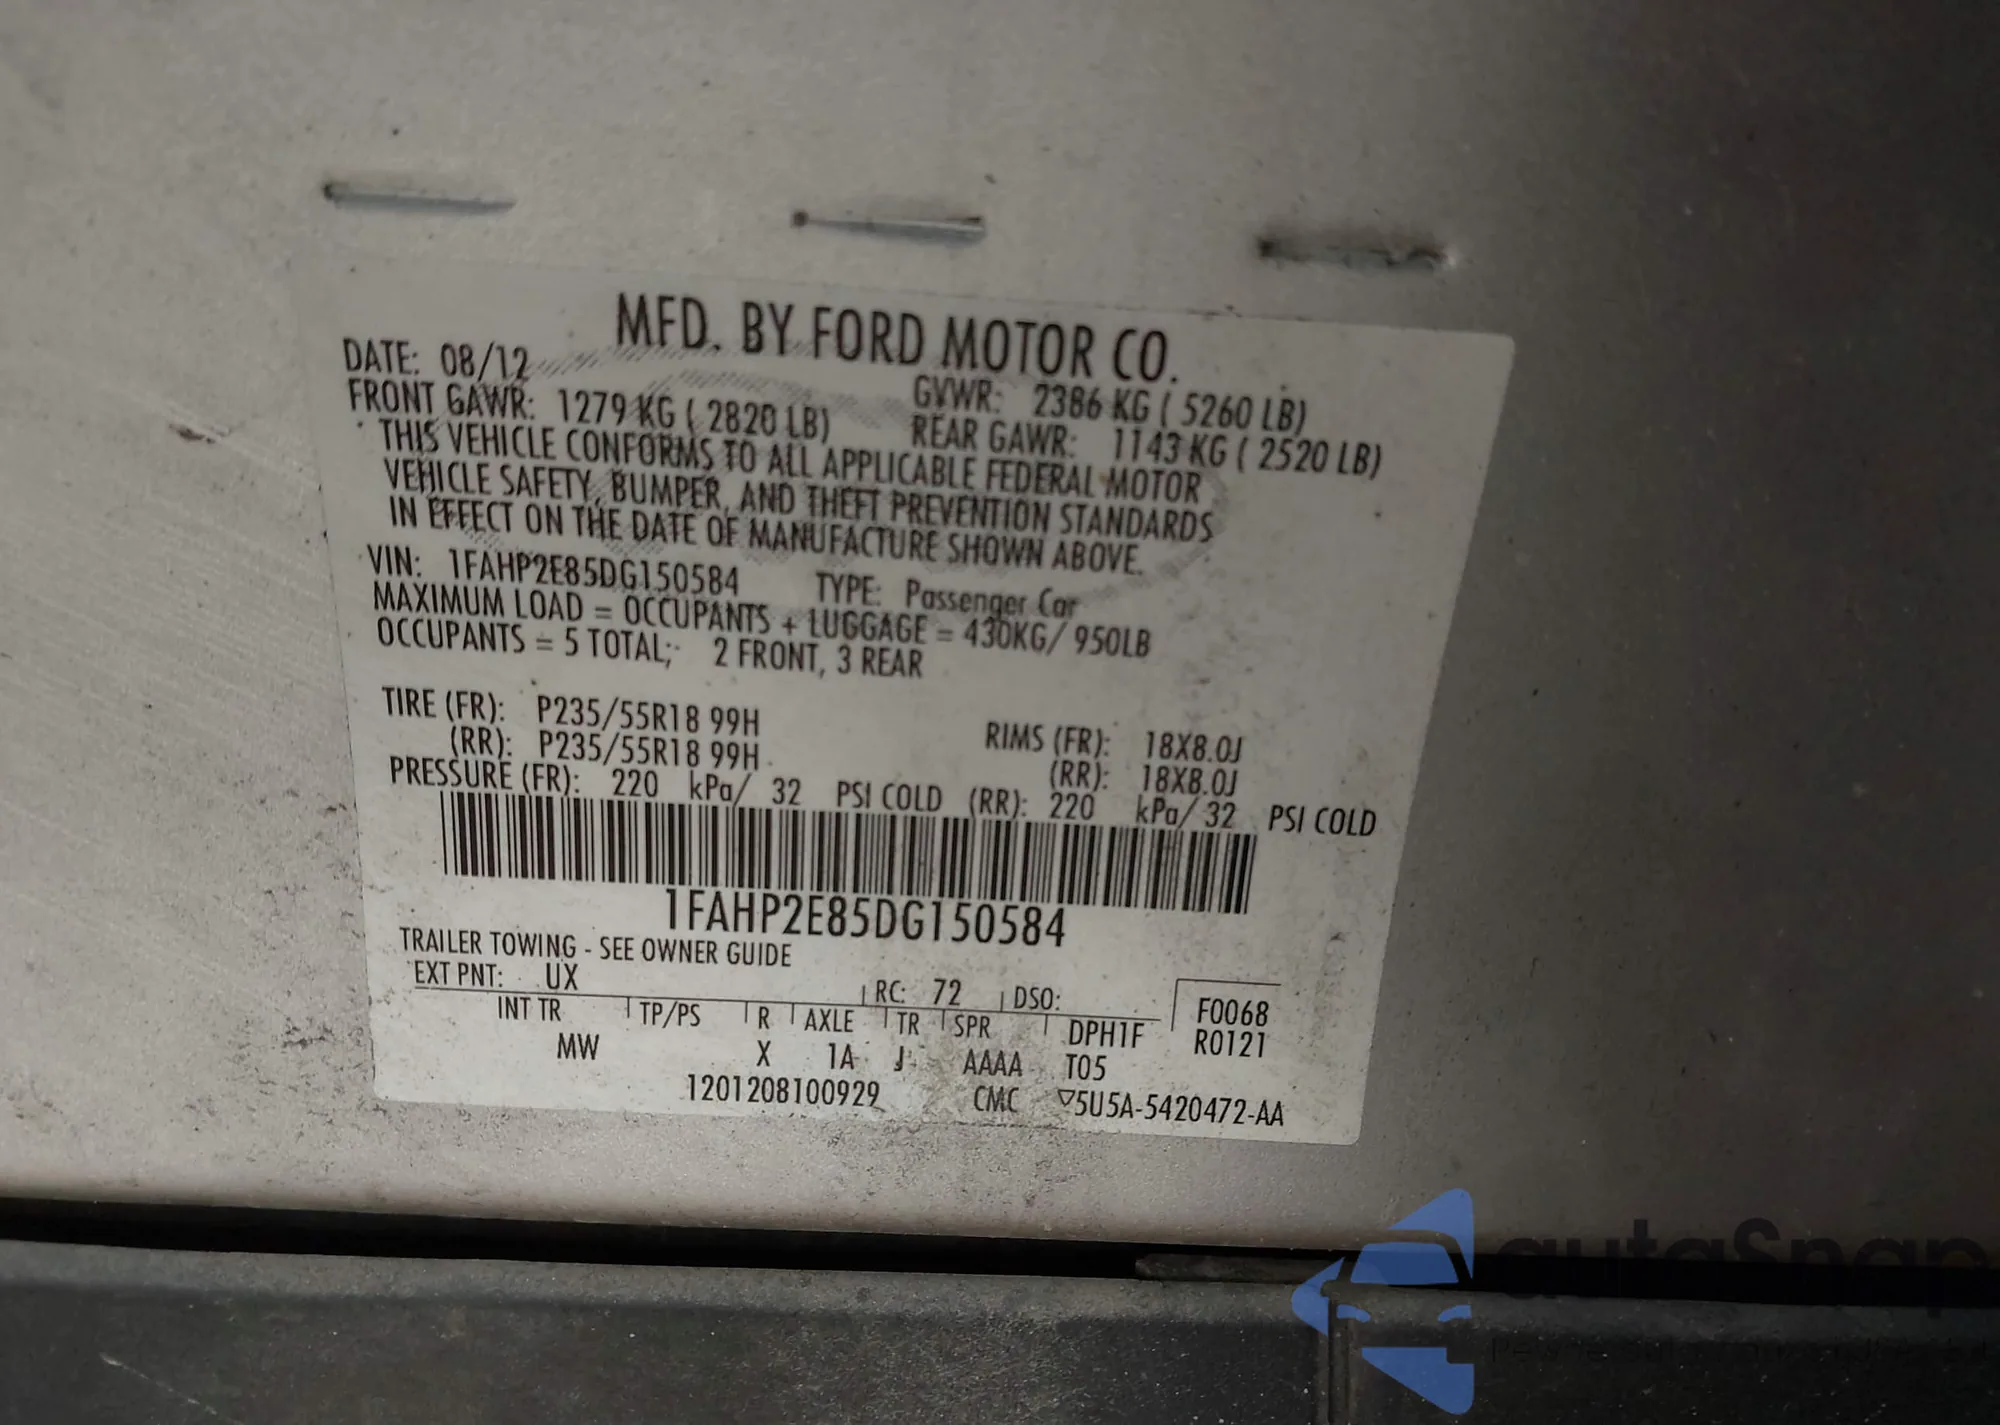 MFD. BY FORD MOTOR CO.
DATE: 08/12 GVWR: 2386 KG ( 5260 LB)
FRONT GAWR: 1279 KG ( 2820 LB) REAR GAWR: 1143 KG ( 2520 LB)
THIS VEHICLE CONFORMS TO ALL APPLICABLE FEDERAL MOTOR
VEHICLE SAFETY, BUMPER, AND THEFT PREVENTION STANDARDS
IN EFFECT ON THE DATE OF MANUFACTURE SHOWN ABOVE.
VIN: 1FAHP2E85DG150584 TYPE: Passenger Car
MAXIMUM LOAD = OCCUPANTS + LUGGAGE = 430KG/ 950LB
OCCUPANTS = 5 TOTAL; 2 FRONT, 3 REAR
TIRE (FR): P235/55R18 99H RIMS (FR): 18X8.0J
(RR): P235/55R18 99H (RR): 18X8.0J
PRESSURE (FR): 220 kPa/ 32 PSI COLD (RR): 220 kPa/ 32 PSI COLD
1FAHP2E85DG150584
TRAILER TOWING - SEE OWNER GUIDE
EXT PNT: UX RC: 72 DSO: F0068
INT TR TP/PS R AXLE TR SPR DPH1F R0121
MW X 1A J AAAA T05
1201208100929 CMC ▽5U5A-5420472-AA
autoSnap